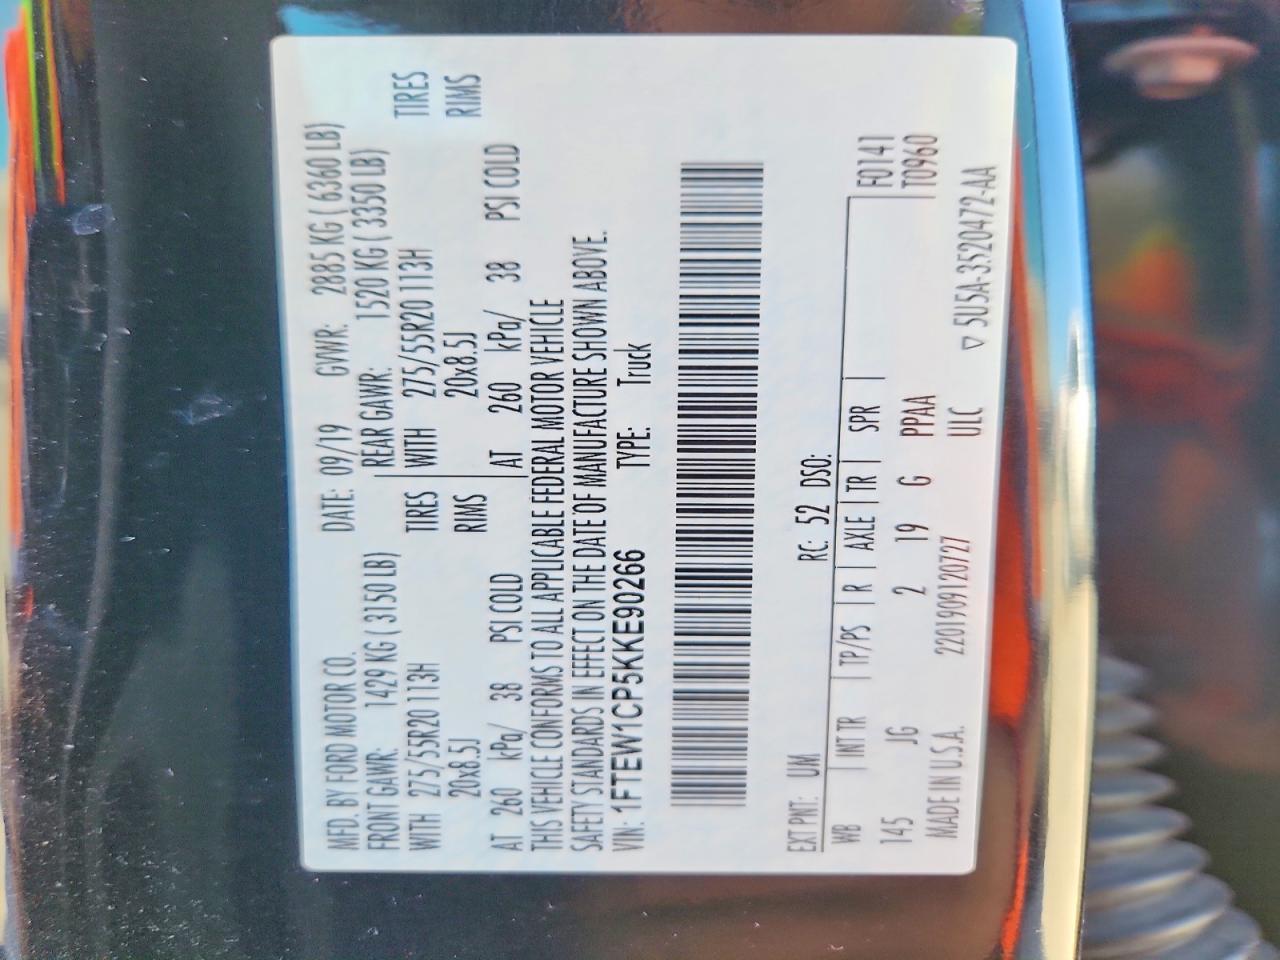 MFD. BY FORD MOTOR CO. DATE: 09/19 GVWR: 2885 KG ( 6360 LB)
FRONT GAWR: 1429 KG ( 3150 LB) REAR GAWR: 1520 KG ( 3350 LB)
WITH 275/55R20 113H TIRES WITH 275/55R20 113H TIRES
20x8.5J RIMS 20x8.5J RIMS
AT 260 kPa/ 38 PSI COLD AT 260 kPa/ 38 PSI COLD
THIS VEHICLE CONFORMS TO ALL APPLICABLE FEDERAL MOTOR VEHICLE
SAFETY STANDARDS IN EFFECT ON THE DATE OF MANUFACTURE SHOWN ABOVE.
VIN: 1FTEW1CP5KKE90266 TYPE: Truck
EXT PNT: UM RC: 52 DSO:
WB INT TR TP/PS R AXLE TR SPR F0141
145 JG 2 19 G PPAA T0960
MADE IN U.S.A. 2201909120727 ULC ▽ 5U5A-3520472-AA